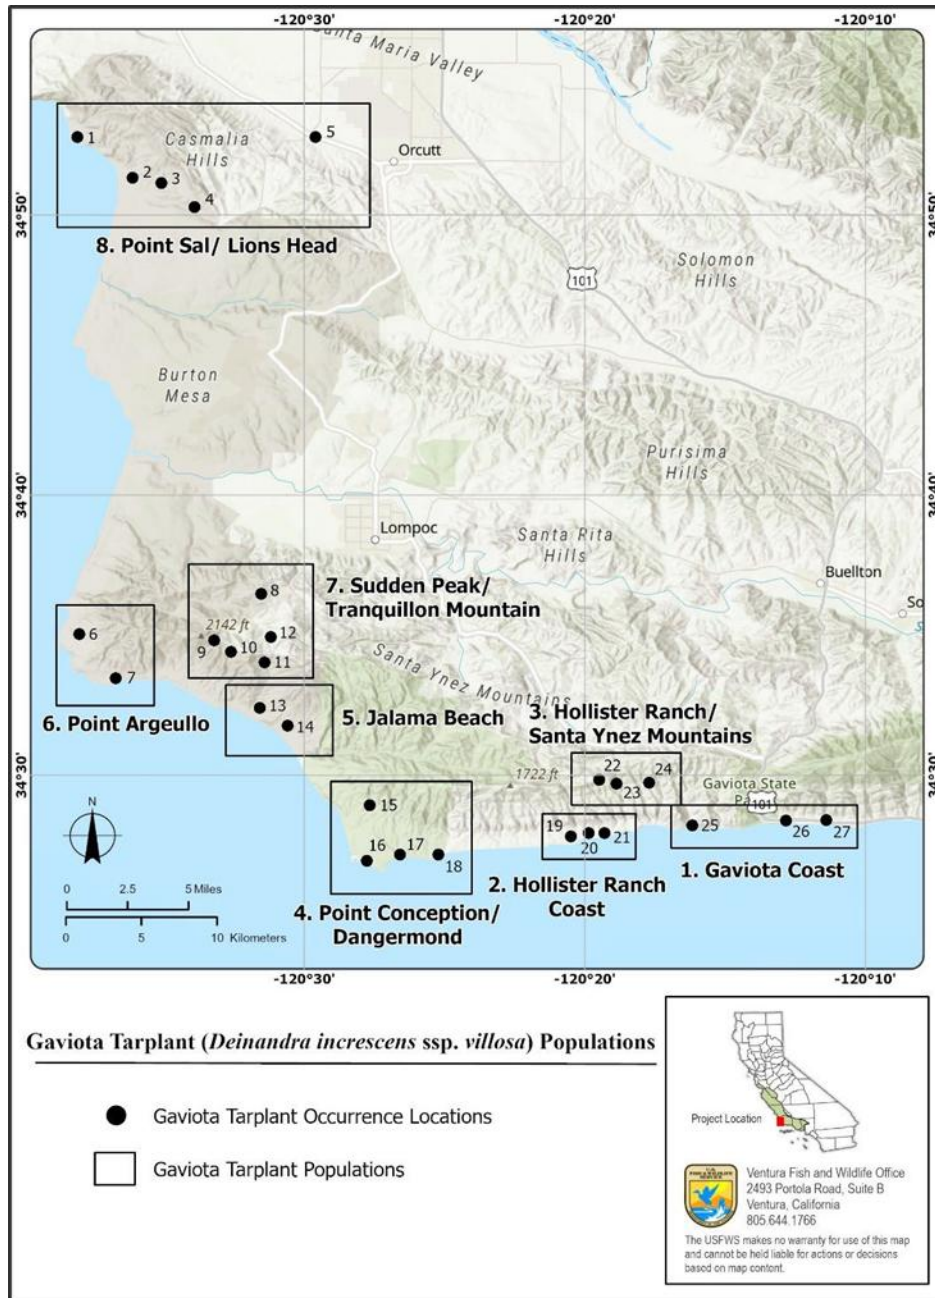 -120°30' -120°20' -120°10'
Santa Maria Valley
1
Casmalia
Hills
5
Orcutt
2
3
4
34°50'
34°50'
8. Point Sal/ Lions Head
Solomon
Hills
101
Burton
Mesa
Purisima
Hills
34°40'
34°40'
Lompoc
Santa Rita
Hills
Buellton
So
7. Sudden Peak/
Tranquillon Mountain
8
2142 ft
9
10
12
11
6
7
6. Point Argeullo
Santa Ynez Mountains
13
14
5. Jalama Beach
3. Hollister Ranch/
Santa Ynez Mountains
34°30'
34°30'
1722 ft
22
23
24
Gaviota State
101
15
16
17
18
19
20
21
25
26
27
1. Gaviota Coast
2. Hollister Ranch
Coast
4. Point Conception/
Dangermond
N
0 2.5 5 Miles
0 5 10 Kilometers
-120°30' -120°20' -120°10'
Gaviota Tarplant (Deinandra increscens ssp. villosa) Populations
Gaviota Tarplant Occurrence Locations
Gaviota Tarplant Populations
Project Location
Ventura Fish and Wildlife Office
2493 Portola Road, Suite B
Ventura, California
805.644.1766
The USFWS makes no warranty for use of this map
and cannot be held liable for actions or decisions
based on map content.